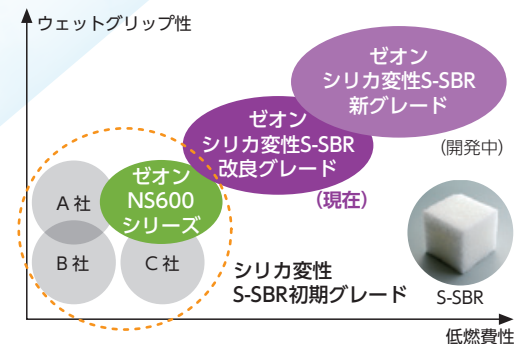 ウェットグリップ性
ゼオン
シリカ変性S-SBR
新グレード
(開発中)
ゼオン
シリカ変性S-SBR
改良グレード
(現在)
ゼオン
NS600
シリーズ
A 社
B 社
C 社
シリカ変性
S-SBR初期グレード
S-SBR
低燃費性